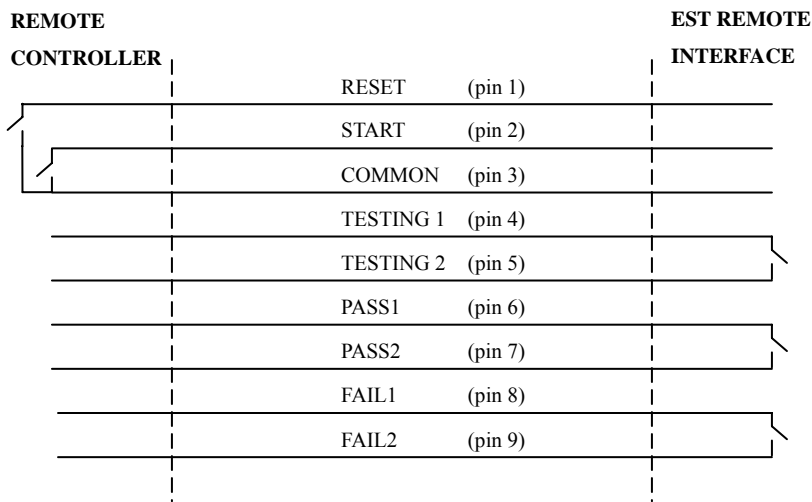 REMOTE
CONTROLLER
EST REMOTE
INTERFACE
RESET (pin 1)
START (pin 2)
COMMON (pin 3)
TESTING 1 (pin 4)
TESTING 2 (pin 5)
PASS1 (pin 6)
PASS2 (pin 7)
FAIL1 (pin 8)
FAIL2 (pin 9)